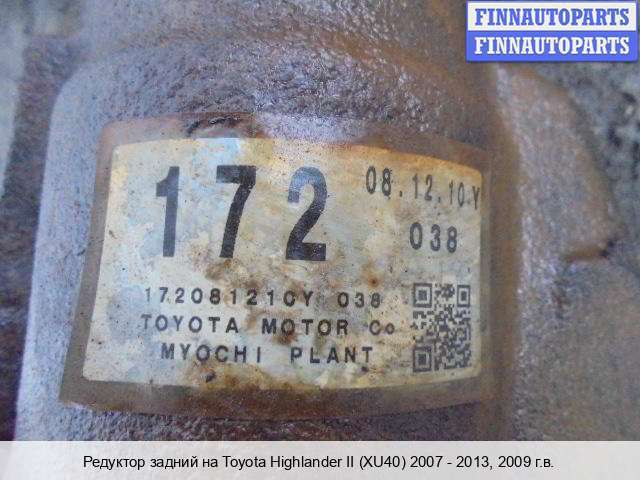 FINNAUTOPARTS
FINNAUTOPARTS
172
08.12.10.Y
038
172081210Y 038
TOYOTA MOTOR Co
MYOCHI PLANT
Редуктор задний на Toyota Highlander II (XU40) 2007 - 2013, 2009 г.в.